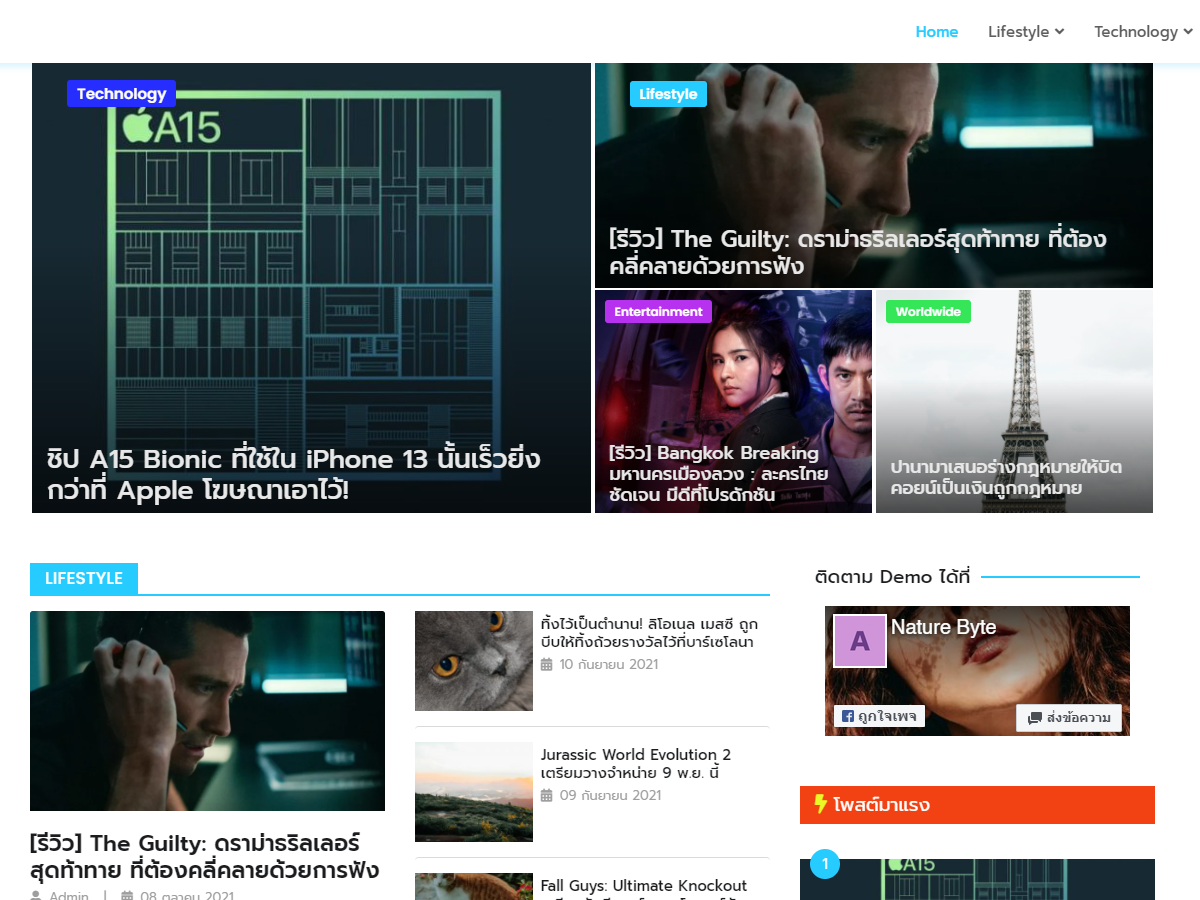 Home Lifestyle Technology
Technology
A15
ชิป A15 Bionic ที่ใช้ใน iPhone 13 นั้นเร็วยิ่ง
กว่าที่ Apple โฆษณาเอาไว้!
Lifestyle
[รีวิว] The Guilty: ดราม่าธริลเลอร์สุดท้าทาย ที่ต้อง
คลี่คลายด้วยการฟัง
Entertainment
[รีวิว] Bangkok Breaking
มหานครเมืองลวง : ละครไทย
ชัดเจน มีดีที่โปรดักชัน
Worldwide
ปานามาเสนอร่างกฎหมายให้บิต
คอยน์เป็นเงินถูกกฎหมาย
LIFESTYLE
[รีวิว] The Guilty: ดราม่าธริลเลอร์
สุดท้าทาย ที่ต้องคลี่คลายด้วยการฟัง
Admin | 08 ตุลาคม 2021
ทิ้งไว้เป็นตำนาน! ลิโอเนล เมสซี ถูก
บีบให้ทิ้งถ้วยรางวัลไว้ที่บาร์เซโลนา
10 กันยายน 2021
Jurassic World Evolution 2
เตรียมวางจำหน่าย 9 พ.ย. นี้
09 กันยายน 2021
Fall Guys: Ultimate Knockout
ติดตาม Demo ได้ที่
A
Nature Byte
ถูกใจเพจ
ส่งข้อความ
โพสต์มาแรง
1
A15